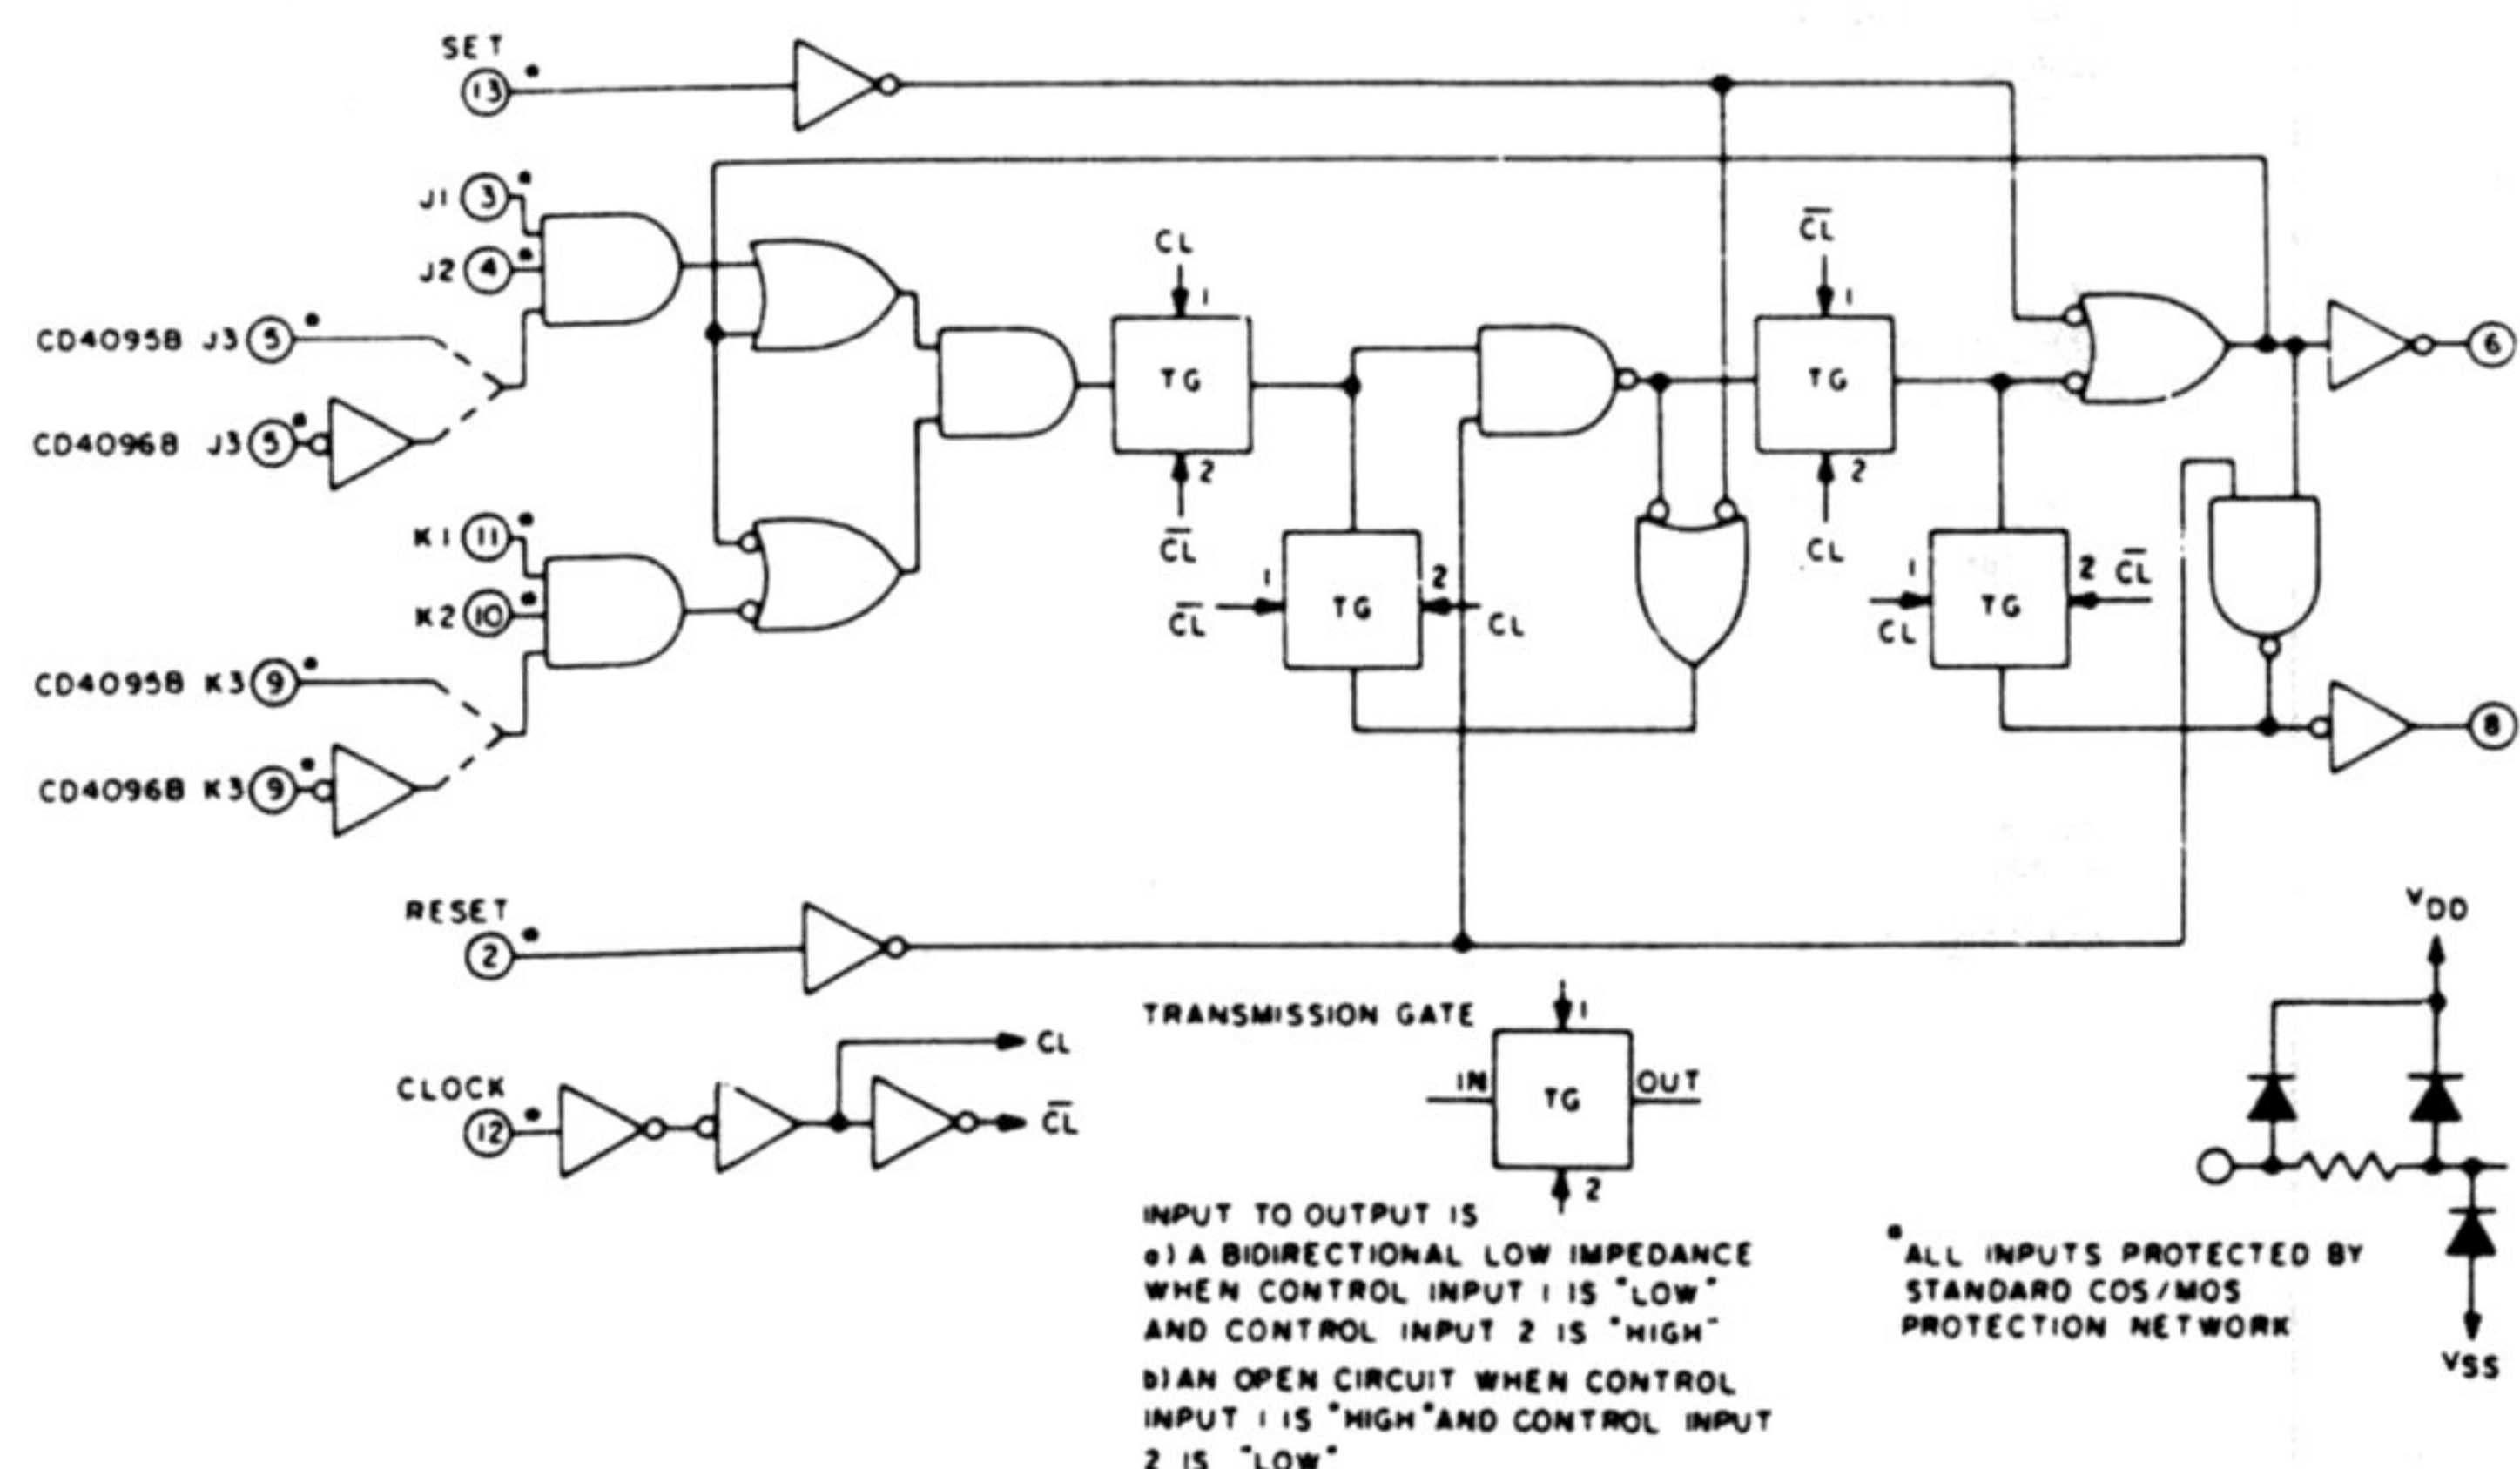 SET
13
J1 3
J2 4
CD4095B J3 5
CD4096B J3 5
K1 11
K2 10
CD4095B K3 9
CD4096B K3 9
CL
1
TG
2
C̅L̅
C̅L̅
1
TG
2
CL
C̅L̅
1
TG
2
CL
1
CL
TG
2 C̅L̅
6
8
RESET
2
CL
CLOCK
12
C̅L̅
TRANSMISSION GATE
1
IN
TG
OUT
2
INPUT TO OUTPUT IS
a) A BIDIRECTIONAL LOW IMPEDANCE
WHEN CONTROL INPUT 1 IS "LOW"
AND CONTROL INPUT 2 IS "HIGH"
b) AN OPEN CIRCUIT WHEN CONTROL
INPUT 1 IS "HIGH" AND CONTROL INPUT
2 IS "LOW"
VDD
*ALL INPUTS PROTECTED BY
STANDARD COS/MOS
PROTECTION NETWORK
VSS